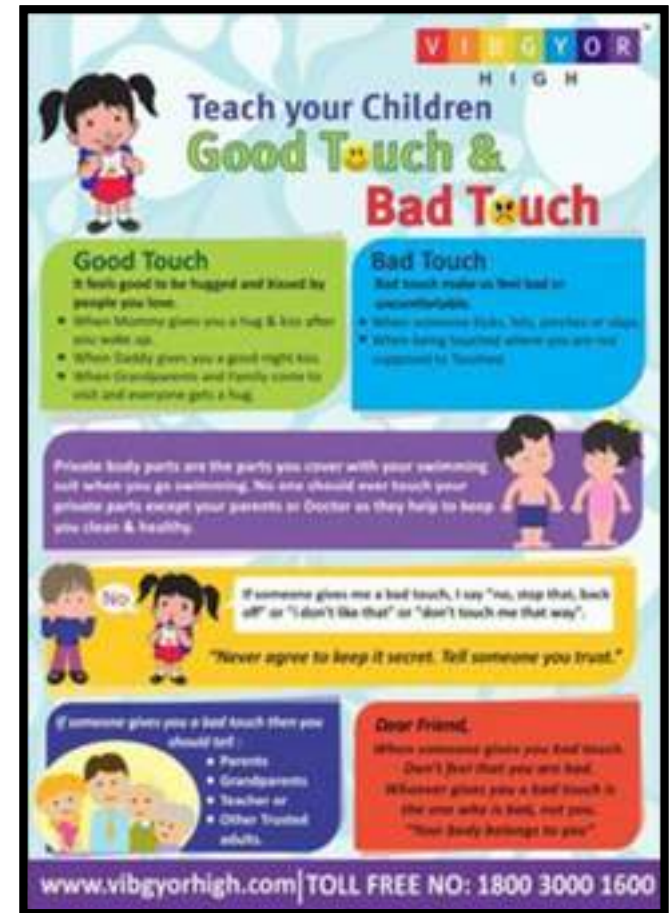 VIBGYOR
HIGH
Teach your Children
Good Touch &
Bad Touch
Good Touch
It feels good to be hugged and kissed by
people you love.
When Mommy gives you a hug & kiss after
you wake up.
When Daddy gives you a good night kiss.
When Grandparents and Family come to
visit and everyone gets a hug.
Bad Touch
Bad touch make us feel bad or
uncomfortable.
When someone kicks, hits, pinches or slaps.
When being touched where you are not
supposed to Touched.
Private body parts are the parts you cover with your swimming
suit when you go swimming. No one should ever touch your
private parts except your parents or Doctor as they help to keep
you clean & healthy.
No
If someone gives me a bad touch, I say "no, stop that, back
off" or "I don't like that" or "don't touch me that way".
"Never agree to keep it secret. Tell someone you trust."
If someone gives you a bad touch then you
should tell :
Parents
Grandparents
Teacher or
Other Trusted
adults.
Dear Friend,
When someone gives you bad touch
Don't feel that you are bad.
Whoever gives you a bad touch is
the one who is bad, not you.
"Your body belongs to you"
www.vibgyorhigh.com|TOLL FREE NO: 1800 3000 1600